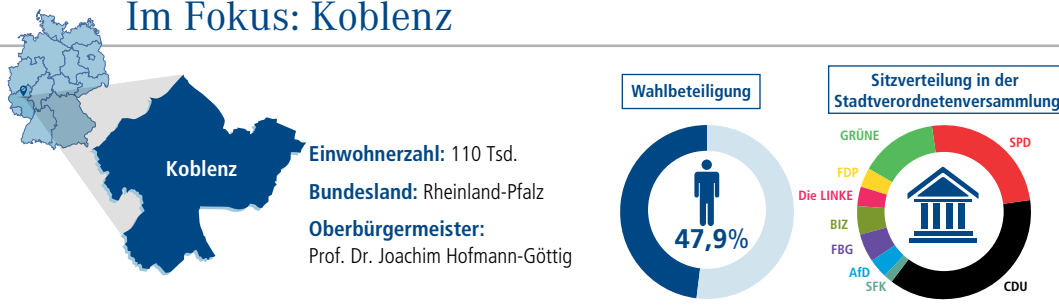 Im Fokus: Koblenz
Koblenz
Einwohnerzahl: 110 Tsd.
Bundesland: Rheinland-Pfalz
Oberbürgermeister:
Prof. Dr. Joachim Hofmann-Göttig
Wahlbeteiligung
47,9%
Sitzverteilung in der
Stadtverordnetenversammlung
GRÜNE
SPD
FDP
Die LINKE
BIZ
FBG
AfD
SFK
CDU